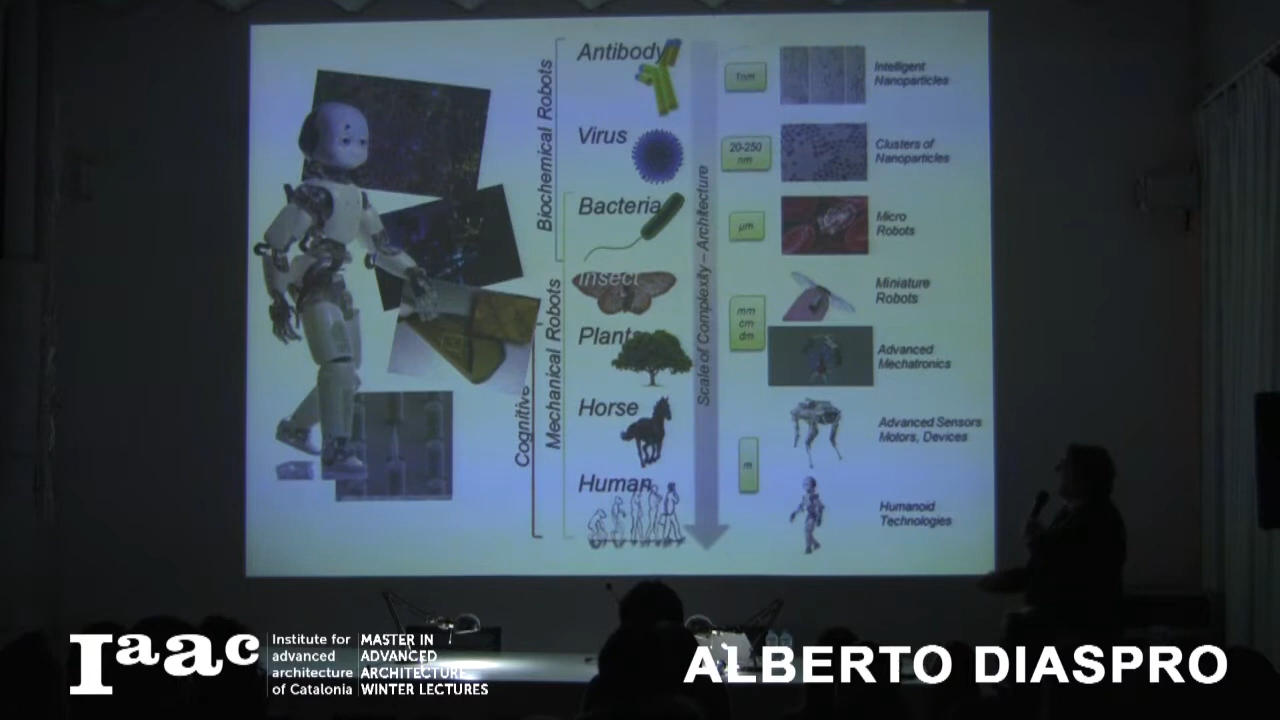 Antibody
Virus
Bacteria
Insect
Plant
Horse
Human
Biochemical Robots
Mechanical Robots
Cognitive
Scale of Complexity – Architecture
1nm
20-250
nm
μm
mm
cm
dm
m
Intelligent
Nanoparticles
Clusters of
Nanoparticles
Micro
Robots
Miniature
Robots
Advanced
Mechatronics
Advanced Sensors
Motors, Devices
Humanoid
Technologies
Iaac
Institute for
advanced
architecture
of Catalonia
MASTER IN
ADVANCED
ARCHITECTURE
WINTER LECTURES
ALBERTO DIASPRO